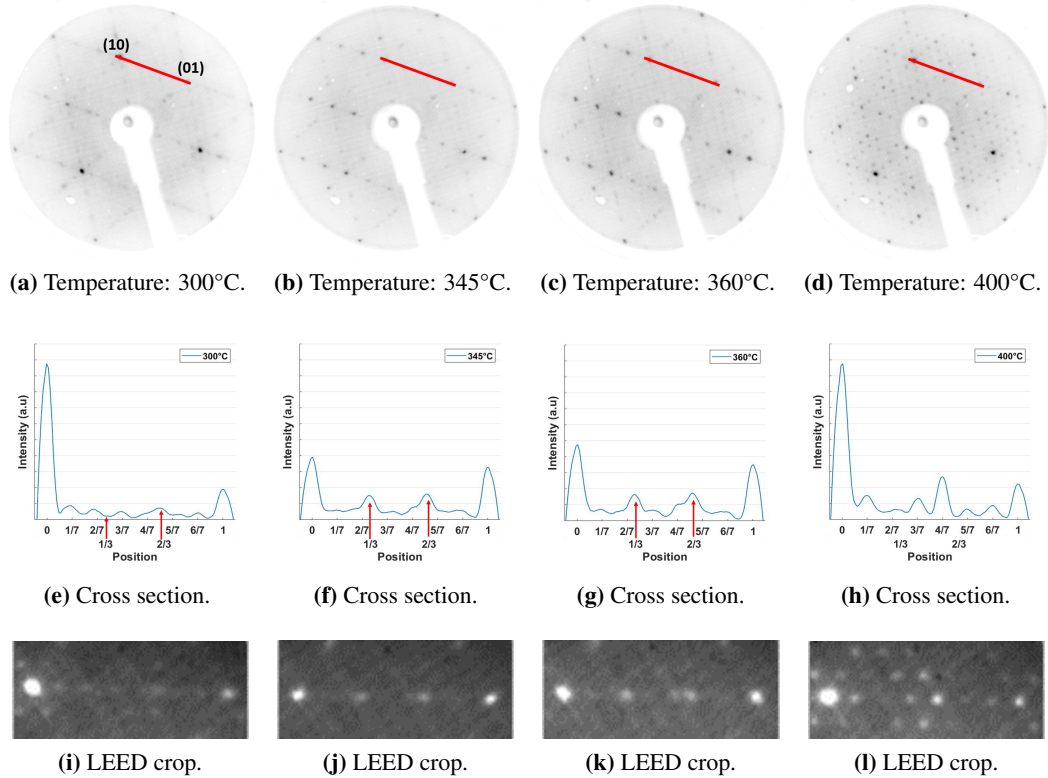 (10)
(01)
(a) Temperature: 300°C.
(b) Temperature: 345°C.
(c) Temperature: 360°C.
(d) Temperature: 400°C.
Intensity (a.u)
300°C
0 1/7 2/7 3/7 4/7 5/7 6/7 1
1/3 2/3
Position
Intensity (a.u)
345°C
0 1/7 2/7 3/7 4/7 5/7 6/7 1
1/3 2/3
Position
Intensity (a.u)
360°C
0 1/7 2/7 3/7 4/7 5/7 6/7 1
1/3 2/3
Position
Intensity (a.u)
400°C
0 1/7 2/7 3/7 4/7 5/7 6/7 1
1/3 2/3
Position
(e) Cross section.
(f) Cross section.
(g) Cross section.
(h) Cross section.
(i) LEED crop.
(j) LEED crop.
(k) LEED crop.
(l) LEED crop.